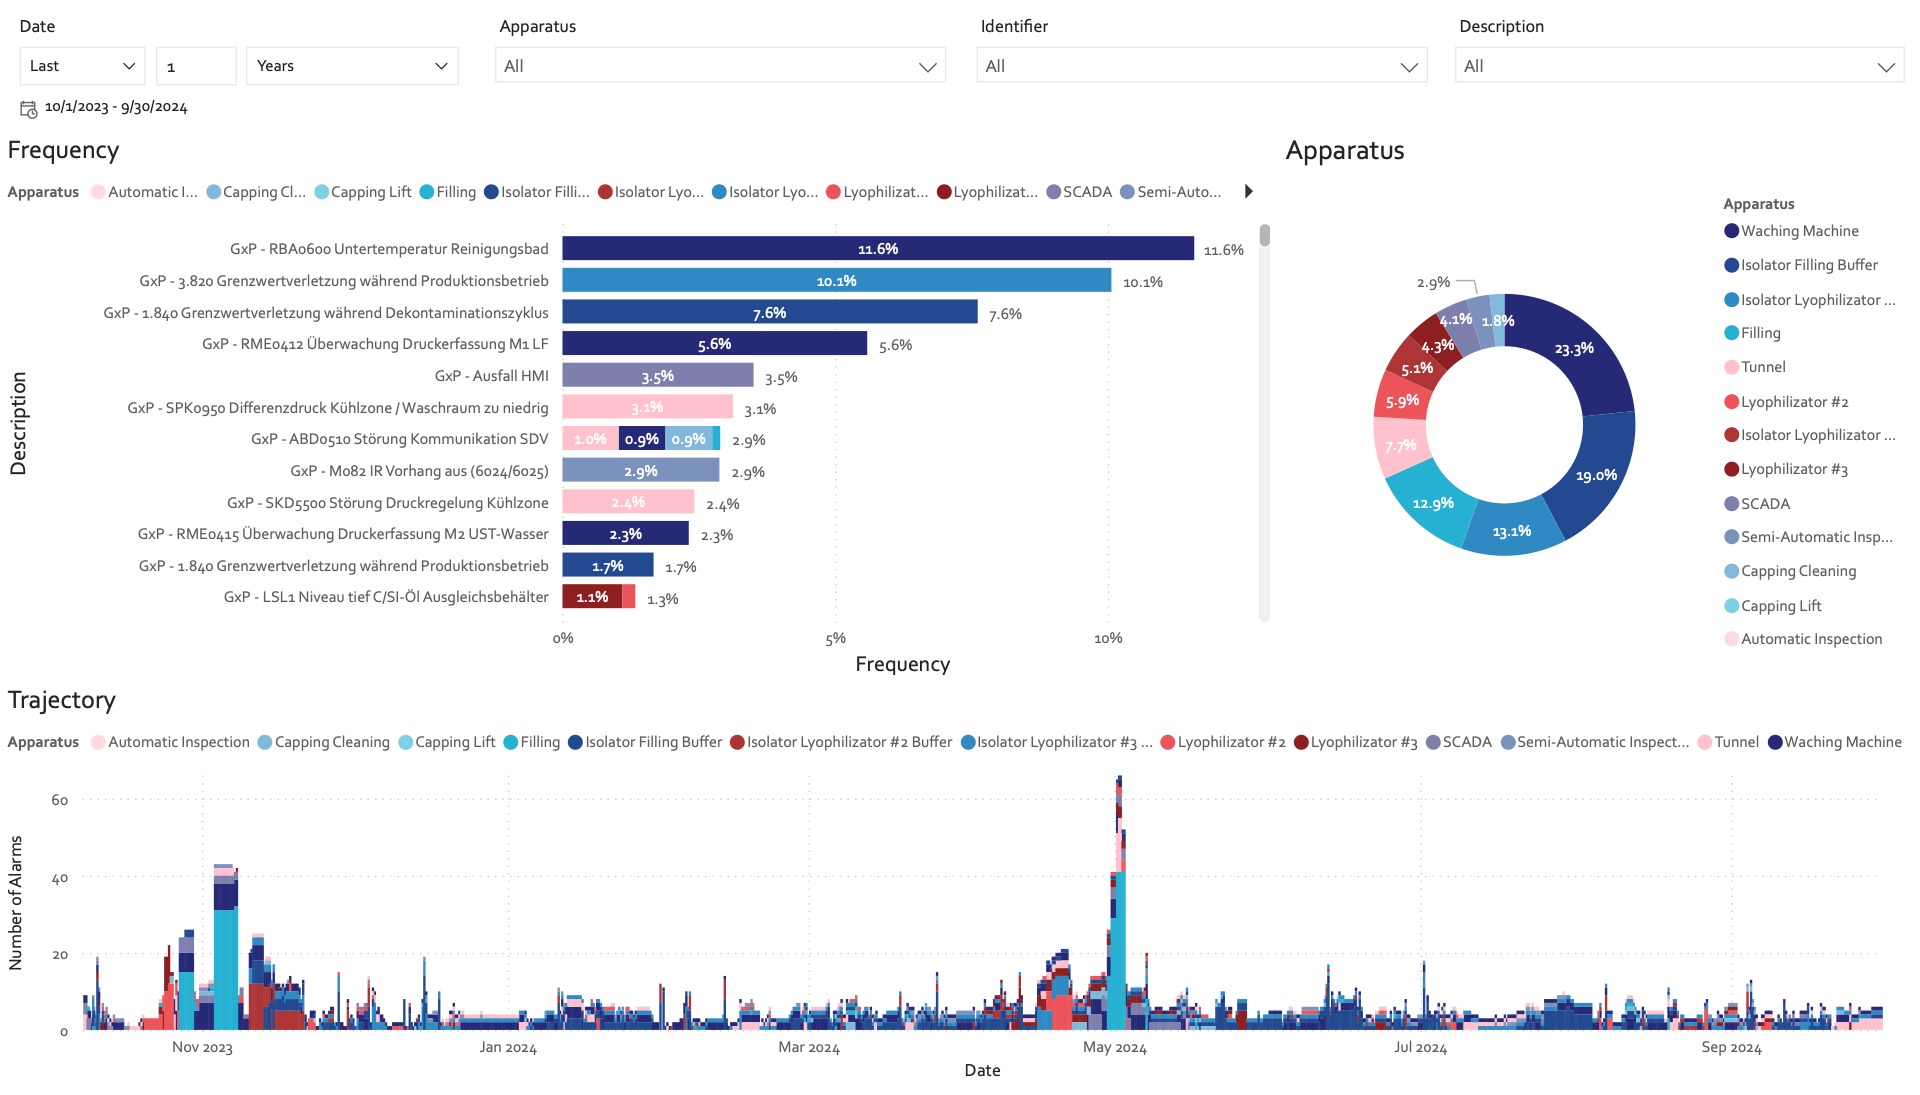 Date
Apparatus
Identifier
Description
Last
1
Years
All
All
All
10/1/2023 - 9/30/2024
Frequency
Apparatus
Apparatus Automatic I... Capping Cl... Capping Lift Filling Isolator Filli... Isolator Lyo... Isolator Lyo... Lyophilizat... Lyophilizat... SCADA Semi-Auto...
Description
GxP - RBA0600 Untertemperatur Reinigungsbad 11.6% 11.6%
GxP - 3.820 Grenzwertverletzung während Produktionsbetrieb 10.1% 10.1%
GxP - 1.840 Grenzwertverletzung während Dekontaminationszyklus 7.6% 7.6%
GxP - RME0412 Überwachung Druckerfassung M1 LF 5.6% 5.6%
GxP - Ausfall HMI 3.5% 3.5%
GxP - SPK0950 Differenzdruck Kühlzone / Waschraum zu niedrig 3.1% 3.1%
GxP - ABD0510 Störung Kommunikation SDV 1.0% 0.9% 0.9% 2.9%
GxP - M082 IR Vorhang aus (6024/6025) 2.9% 2.9%
GxP - SKD5500 Störung Druckregelung Kühlzone 2.4% 2.4%
GxP - RME0415 Überwachung Druckerfassung M2 UST-Wasser 2.3% 2.3%
GxP - 1.840 Grenzwertverletzung während Produktionsbetrieb 1.7% 1.7%
GxP - LSL1 Niveau tief C/SI-Öl Ausgleichsbehälter 1.1% 1.3%
0% 5% 10%
Frequency
2.9%
4.1% 1.8%
4.3%
23.3%
5.1%
5.9%
7.7%
19.0%
12.9%
13.1%
Apparatus
Waching Machine
Isolator Filling Buffer
Isolator Lyophilizator ...
Filling
Tunnel
Lyophilizator #2
Isolator Lyophilizator ...
Lyophilizator #3
SCADA
Semi-Automatic Insp...
Capping Cleaning
Capping Lift
Automatic Inspection
Trajectory
Apparatus Automatic Inspection Capping Cleaning Capping Lift Filling Isolator Filling Buffer Isolator Lyophilizator #2 Buffer Isolator Lyophilizator #3 ... Lyophilizator #2 Lyophilizator #3 SCADA Semi-Automatic Inspect... Tunnel Waching Machine
Number of Alarms
60
40
20
0
Nov 2023 Jan 2024 Mar 2024 May 2024 Jul 2024 Sep 2024
Date